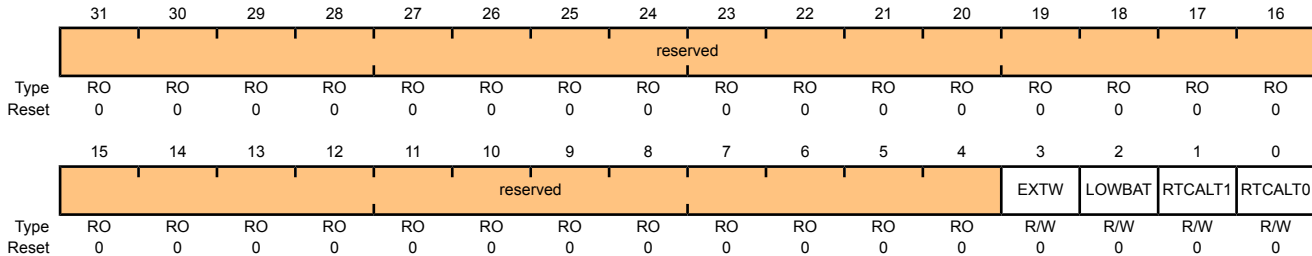 31 30 29 28 27 26 25 24 23 22 21 20 19 18 17 16
reserved
Type RO RO RO RO RO RO RO RO RO RO RO RO RO RO RO RO
Reset 0 0 0 0 0 0 0 0 0 0 0 0 0 0 0 0
15 14 13 12 11 10 9 8 7 6 5 4 3 2 1 0
reserved EXTW LOWBAT RTCALT1 RTCALT0
Type RO RO RO RO RO RO RO RO RO RO RO RO R/W R/W R/W R/W
Reset 0 0 0 0 0 0 0 0 0 0 0 0 0 0 0 0